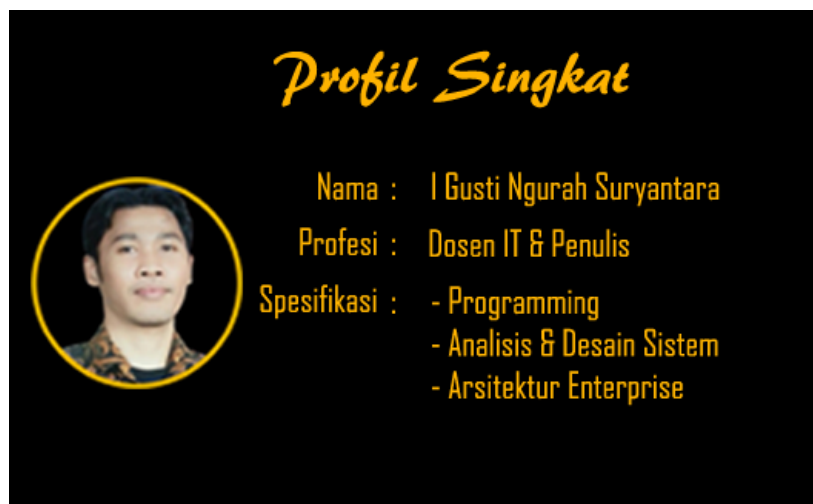 Profil Singkat
Nama : I Gusti Ngurah Suryantara
Profesi : Dosen IT & Penulis
Spesifikasi : - Programming
- Analisis & Desain Sistem
- Arsitektur Enterprise